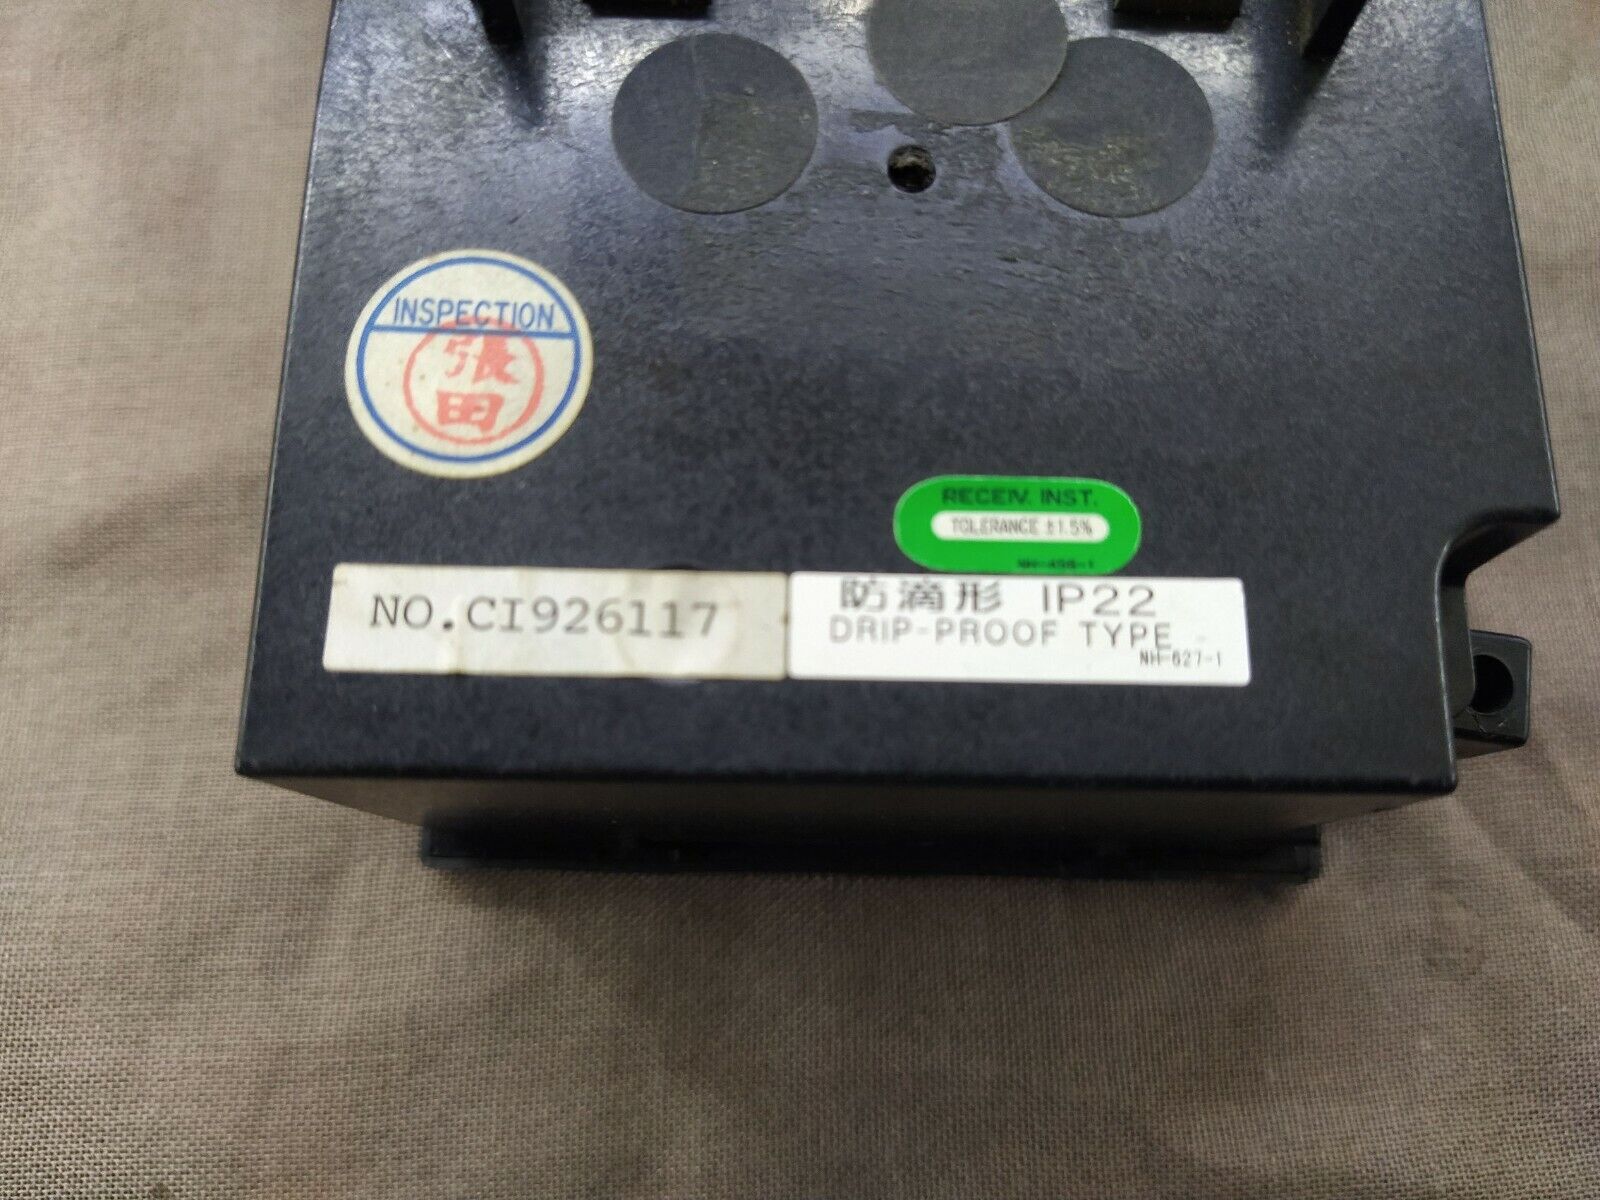 INSPECTION
張
田
RECEIV. INST.
TOLERANCE ±1.5%
NH-456-1
NO.CI926117
防滴形 IP22
DRIP-PROOF TYPE
NH-627-1